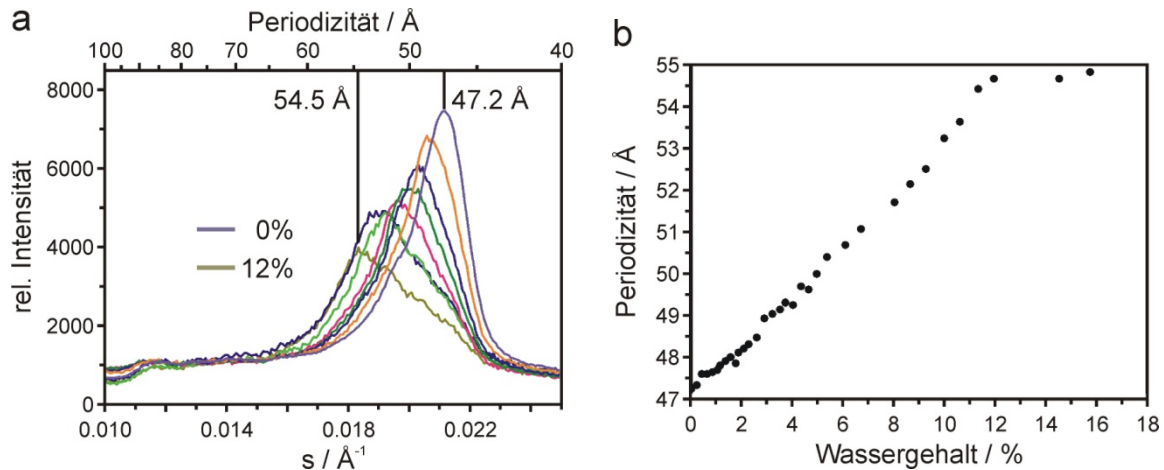 a
Periodizität / Å
100 80 70 60 50 40
54.5 Å
47.2 Å
8000
6000
4000
2000
0
rel. Intensität
0%
12%
0.010 0.014 0.018 0.022
s / Å⁻¹
b
55
54
53
52
51
50
49
48
47
Periodizität / Å
0 2 4 6 8 10 12 14 16 18
Wassergehalt / %